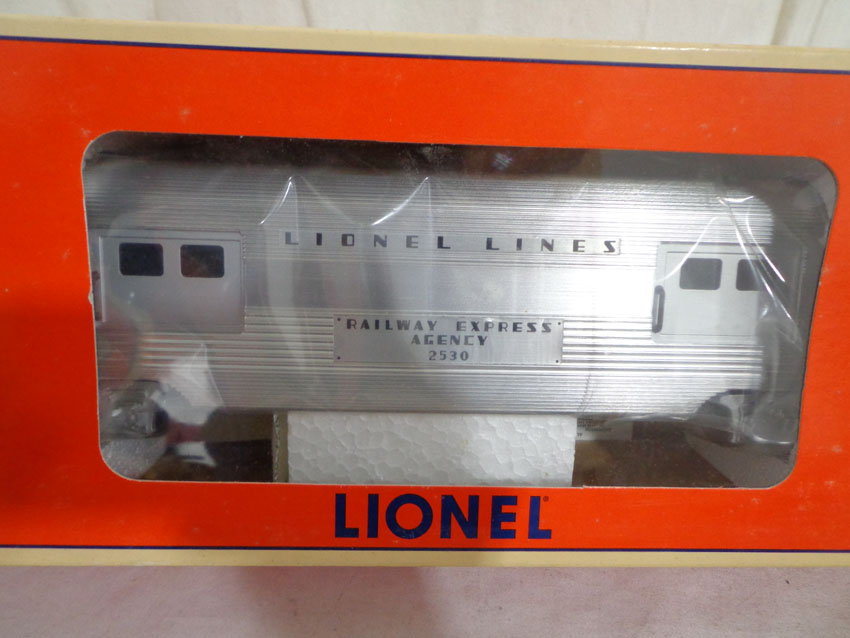 LIONEL LINES
RAILWAY EXPRESS
AGENCY
2530
LIONEL